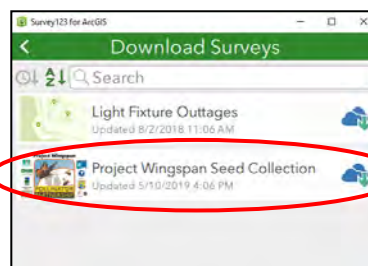 Survey123 for ArcGIS
Download Surveys
Search
Light Fixture Outtages
Updated 8/2/2018 11:06 AM
Project Wingspan Seed Collection
Updated 5/10/2019 4:06 PM